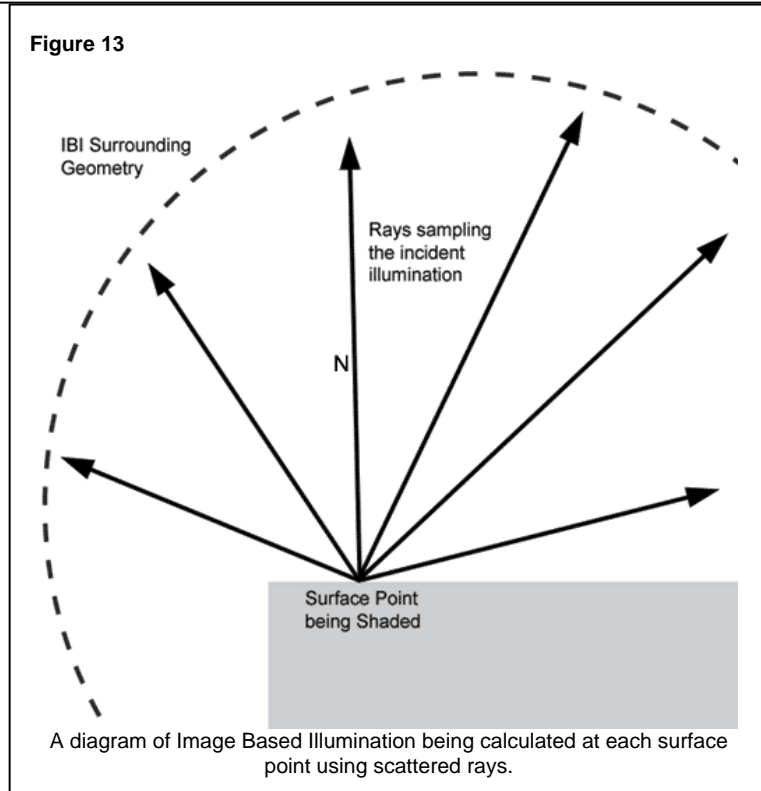 Figure 13
IBI Surrounding
Geometry
Rays sampling
the incident
illumination
N
Surface Point
being Shaded
A diagram of Image Based Illumination being calculated at each surface
point using scattered rays.